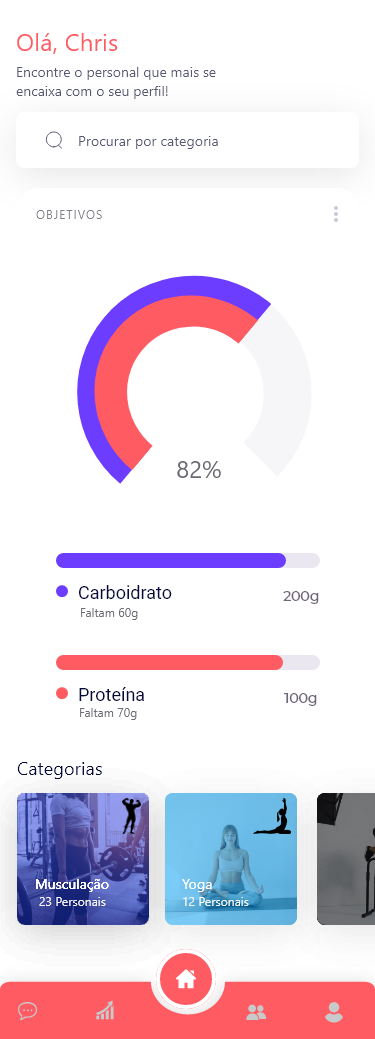 Olá, Chris
Encontre o personal que mais se
encaixa com o seu perfil!
Procurar por categoria
OBJETIVOS
82%
Carboidrato
200g
Faltam 60g
Proteína
100g
Faltam 70g
Categorias
Musculação
23 Personais
Yoga
12 Personais